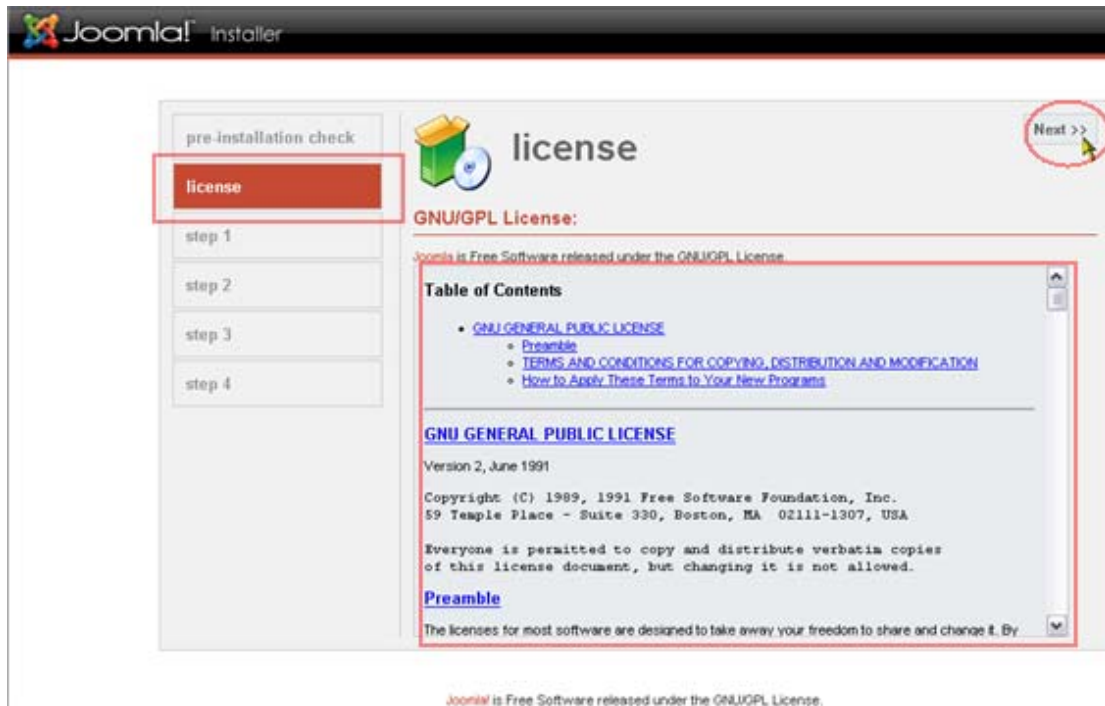 Joomla! Installer
pre-installation check
license
step 1
step 2
step 3
step 4
license
Next >>
GNU/GPL License:
Joomla is Free Software released under the GNU/GPL License.
Table of Contents
GNU GENERAL PUBLIC LICENSE
Preamble
TERMS AND CONDITIONS FOR COPYING, DISTRIBUTION AND MODIFICATION
How to Apply These Terms to Your New Programs
GNU GENERAL PUBLIC LICENSE
Version 2, June 1991
Copyright (C) 1989, 1991 Free Software Foundation, Inc.
59 Temple Place - Suite 330, Boston, MA  02111-1307, USA
Everyone is permitted to copy and distribute verbatim copies
of this license document, but changing it is not allowed.
Preamble
The licenses for most software are designed to take away your freedom to share and change it. By
Joomla! is Free Software released under the GNU/GPL License.